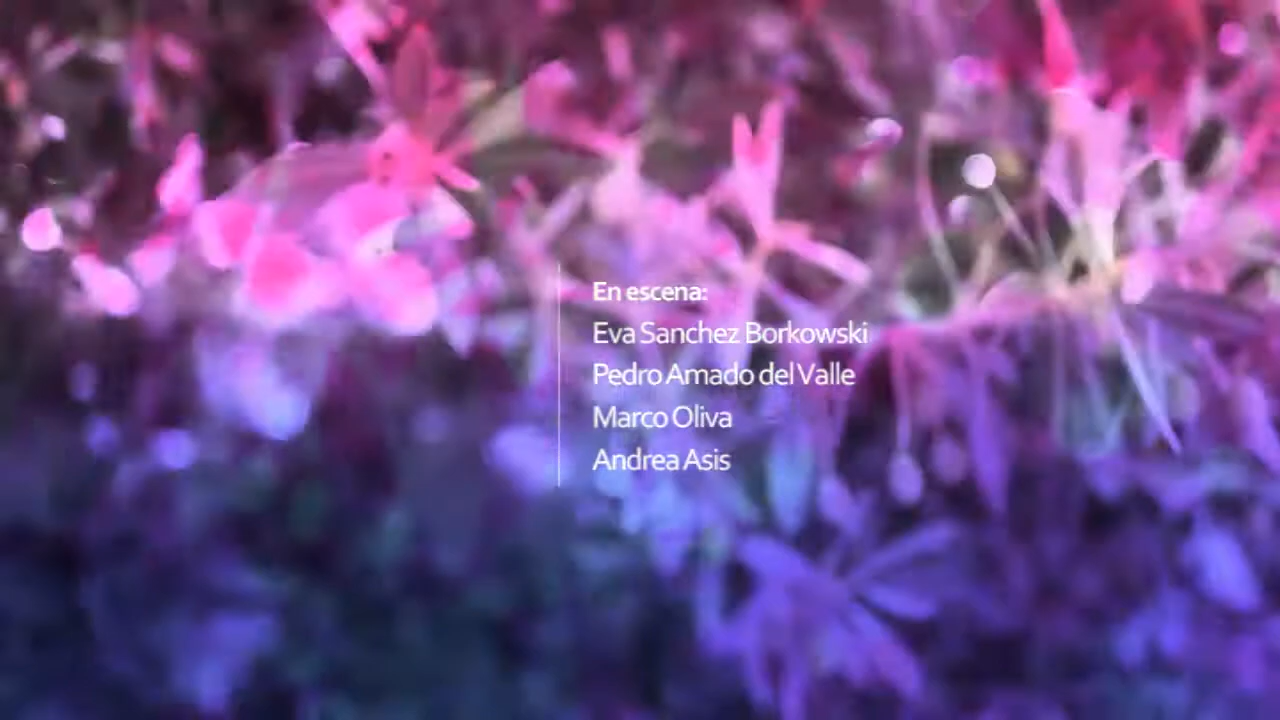 En escena:
Eva Sanchez Borkowski
Pedro Amado del Valle
Marco Oliva
Andrea Asis